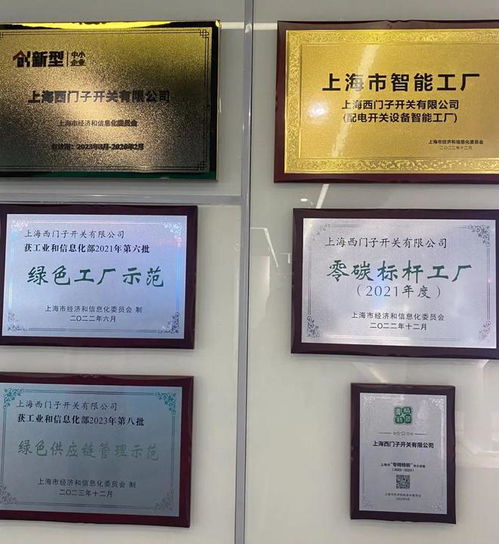 创新型
中小
企业
上海西门子开关有限公司
上海市经济和信息化委员会
上海市智能工厂
上海西门子开关有限公司
(配电开关设备智能工厂)
上海市经济和信息化委员会
二〇二二年十二月
上海西门子开关有限公司
获工业和信息化部2021年第六批
绿色工厂示范
上海市经济和信息化委员会 制
二〇二二年六月
上海西门子开关有限公司
零碳标杆工厂
(2021年度)
上海市经济和信息化委员会
二〇二二年十二月
上海西门子开关有限公司
获工业和信息化部2023年第八批
绿色供应链管理示范
上海市经济和信息化委员会 制
二〇二三年十二月
上海西门子开关有限公司